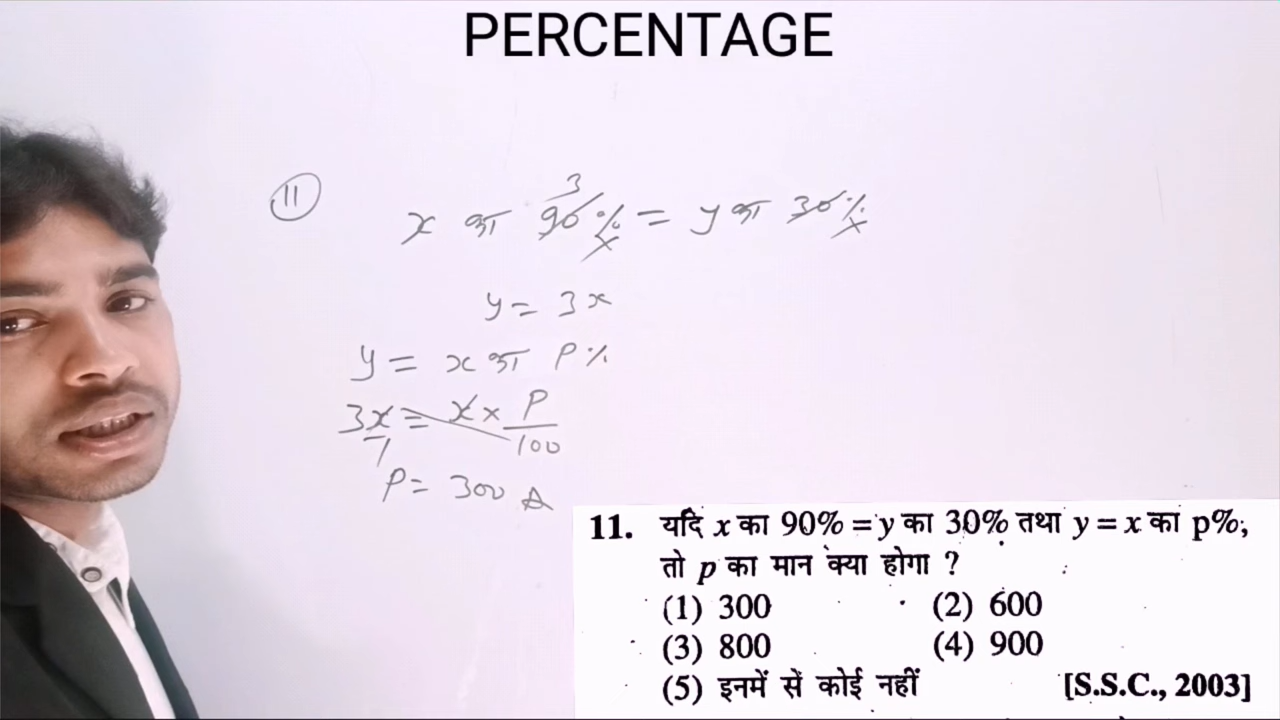 PERCENTAGE
11
x का 90% = y का 30%
3
y = 3x
y = x का P%
3x = x × P
1 100
P = 300 A
11. यदि x का 90% = y का 30% तथा y = x का p%,
तो p का मान क्या होगा ?
(1) 300 (2) 600
(3) 800 (4) 900
(5) इनमें से कोई नहीं [S.S.C., 2003]